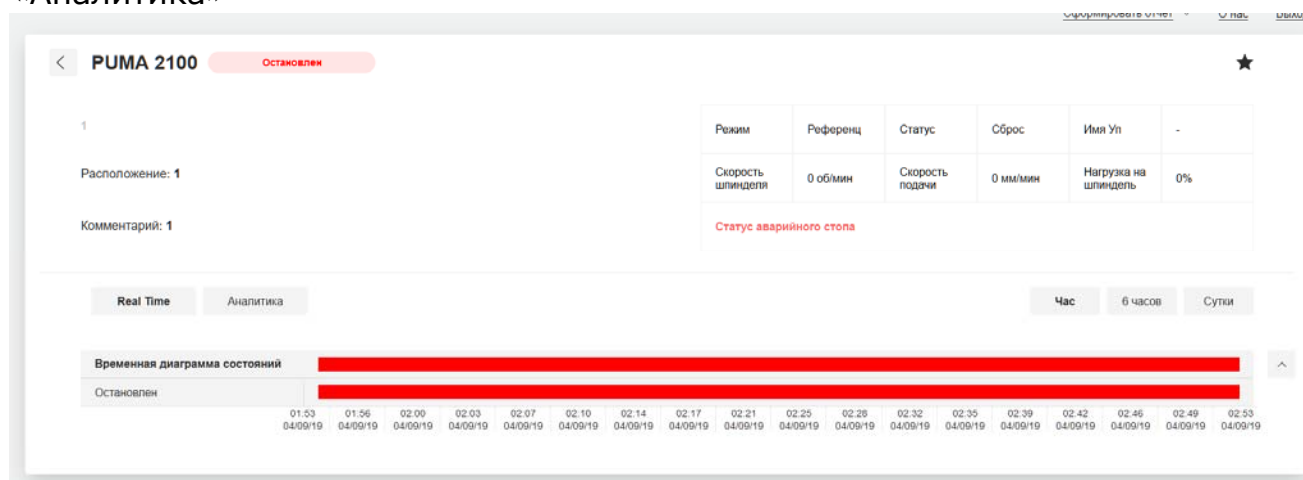 «Аналитика»
Сформировать отчет О нас
PUMA 2100 Остановлен
1
Режим Референц Статус Сброс Имя Уп -
Расположение: 1
Скорость шпинделя 0 об/мин Скорость подачи 0 мм/мин Нагрузка на шпиндель 0%
Комментарий: 1
Статус аварийного стопа
Real Time Аналитика Час 6 часов Сутки
Временная диаграмма состояний
Остановлен
01:53 01:56 02:00 02:03 02:07 02:10 02:14 02:17 02:21 02:25 02:28 02:32 02:35 02:39 02:42 02:46 02:49 02:53
04/09/19 04/09/19 04/09/19 04/09/19 04/09/19 04/09/19 04/09/19 04/09/19 04/09/19 04/09/19 04/09/19 04/09/19 04/09/19 04/09/19 04/09/19 04/09/19 04/09/19 04/09/19